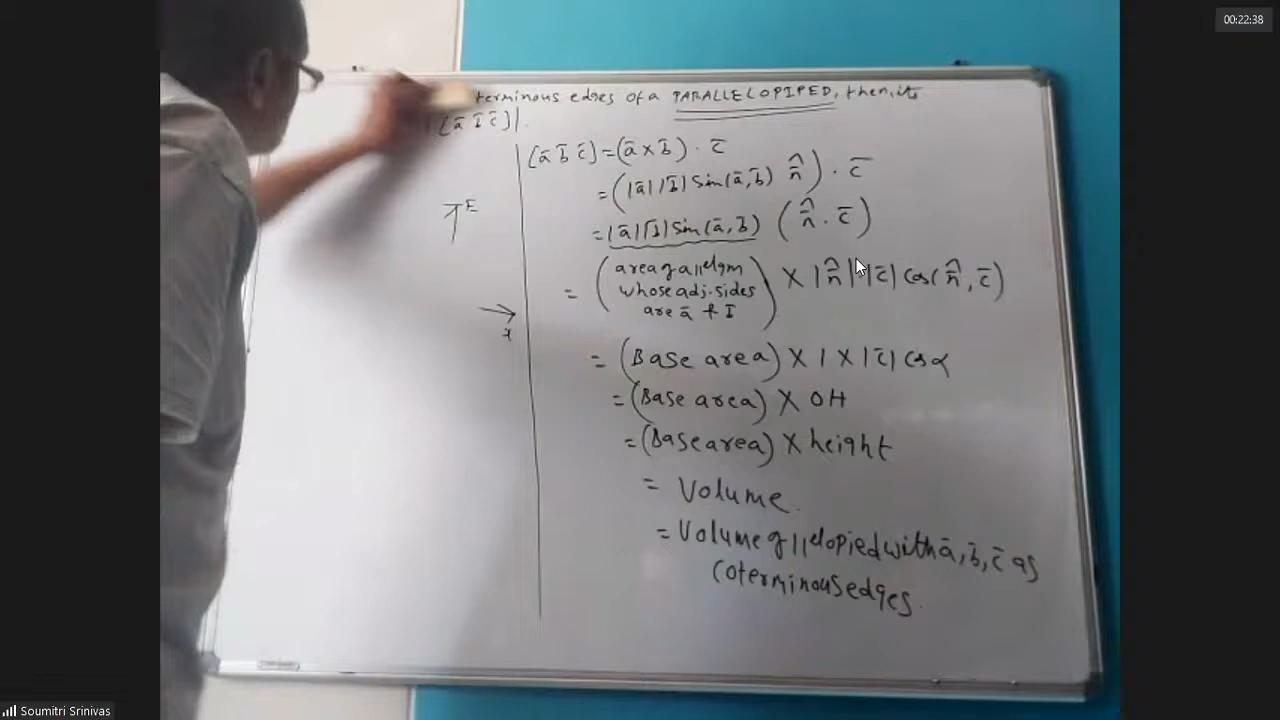 00:22:38
terminous edges of a PARALLELOPIPED, then, its
| [ā b̄ c̄] |.
[ā b̄ c̄] = (ā × b̄) · c̄
= (|ā| |b̄| Sin(ā, b̄) n̂) · c̄
= |ā| |b̄| Sin(ā, b̄) (n̂ · c̄)
= (area of a ||elgm whose adj. sides are ā & b̄) × |n̂| |c̄| Cos(n̂, c̄)
= (Base area) × 1 × |c̄| Cos α
= (Base area) × OH
= (Base area) × height
= Volume.
= Volume of ||elopied with ā, b̄, c̄ as
Coterminous edges.
Soumitri Srinivas